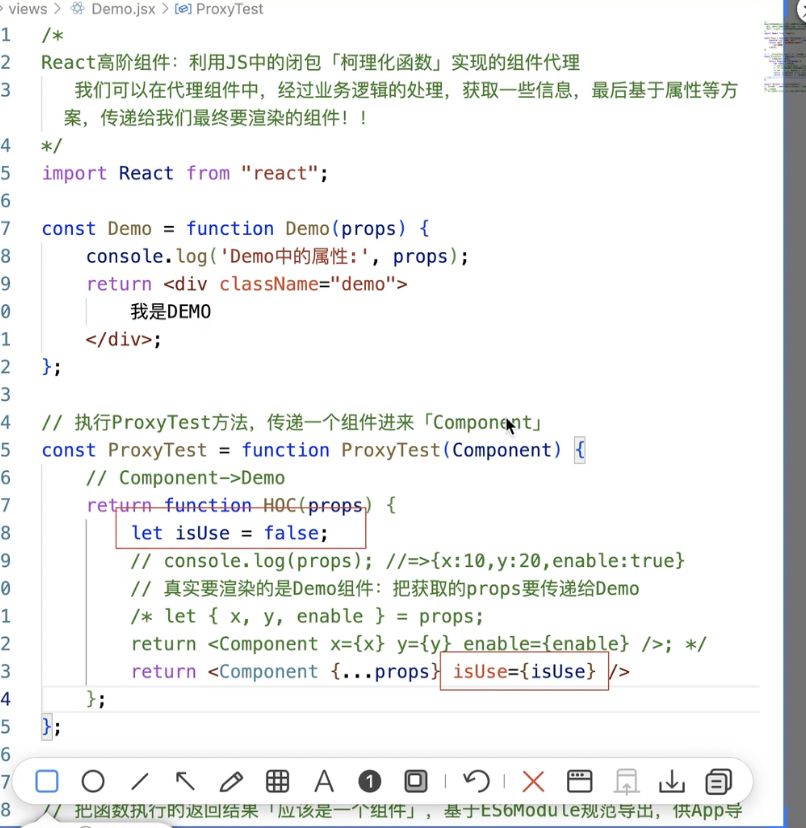 views > Demo.jsx > ProxyTest
1 /*
2 React高阶组件：利用JS中的闭包「柯理化函数」实现的组件代理
3 我们可以在代理组件中，经过业务逻辑的处理，获取一些信息，最后基于属性等方
案，传递给我们最终要渲染的组件！！
4 */
5 import React from "react";
6
7 const Demo = function Demo(props) {
8 console.log('Demo中的属性:', props);
9 return <div className="demo">
0 我是DEMO
1 </div>;
2 };
3
4 // 执行ProxyTest方法，传递一个组件进来「Component」
5 const ProxyTest = function ProxyTest(Component) {
6 // Component->Demo
7 return function HOC(props) {
8 let isUse = false;
9 // console.log(props); //=>{x:10,y:20,enable:true}
0 // 真实要渲染的是Demo组件：把获取的props要传递给Demo
1 /* let { x, y, enable } = props;
2 return <Component x={x} y={y} enable={enable} />; */
3 return <Component {...props} isUse={isUse} />
4 };
5 };
6
7
A 1
8 // 把函数执行的返回结果「应该是一个组件」，基于ES6Module规范导出，供App导